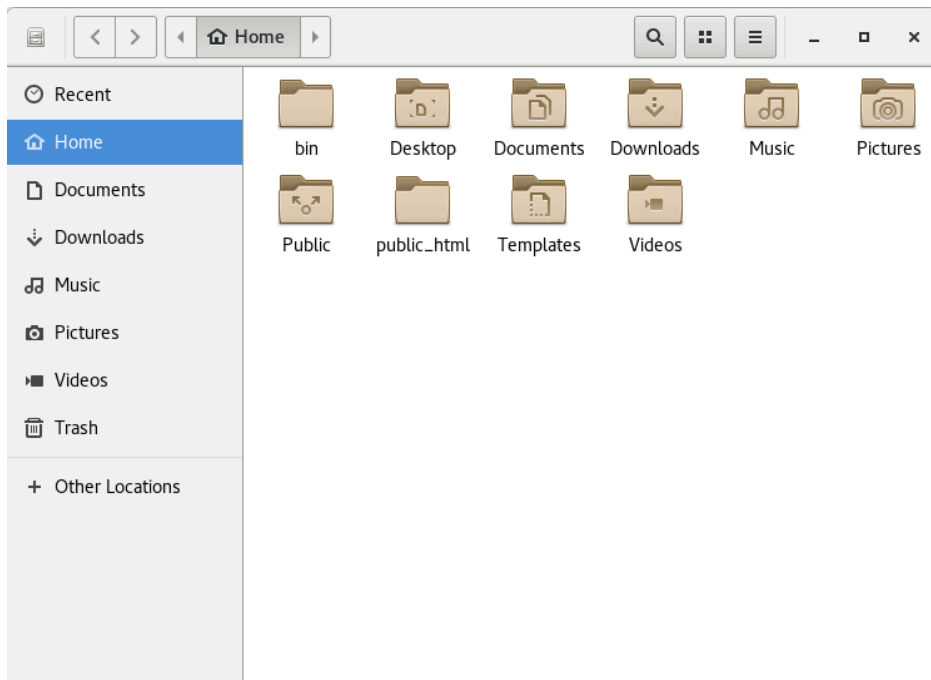 Home
Recent
Home
Documents
Downloads
Music
Pictures
Videos
Trash
Other Locations
bin Desktop Documents Downloads Music Pictures
Public public_html Templates Videos